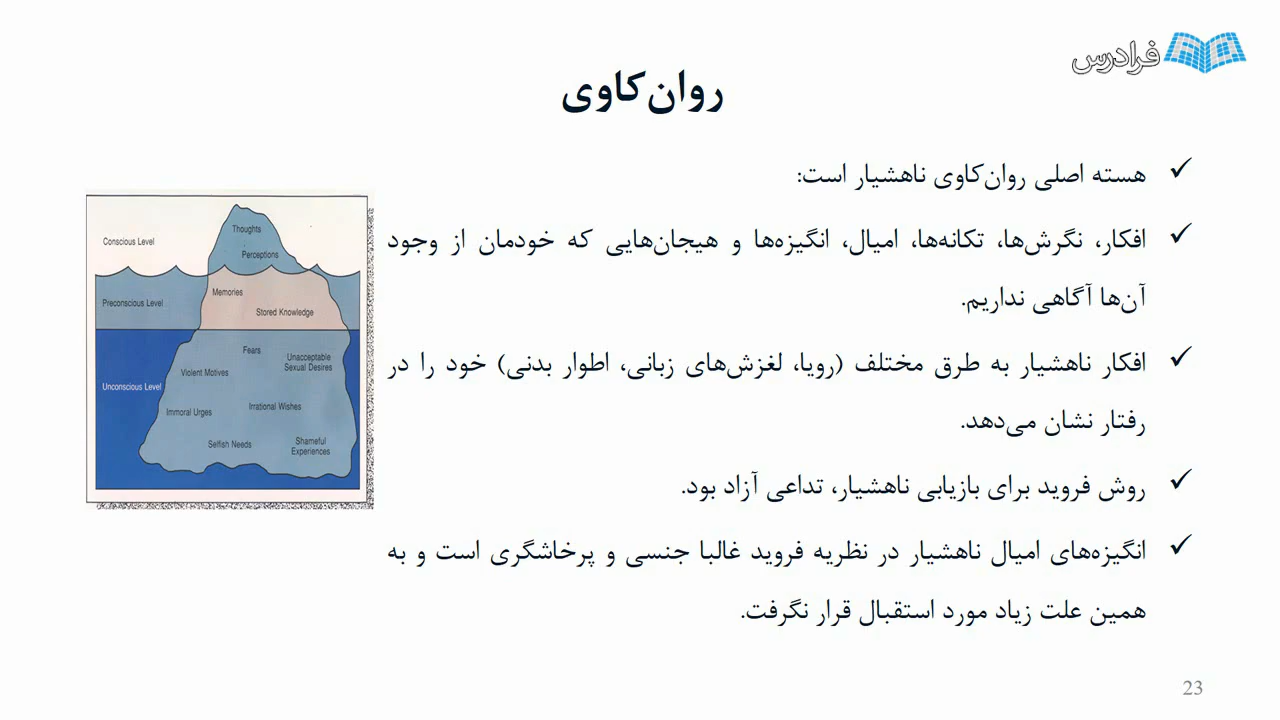 فرادرس
روان‌کاوی
✓ هسته اصلی روان‌کاوی ناهشیار است:
✓ افکار، نگرش‌ها، تکانه‌ها، امیال، انگیزه‌ها و هیجان‌هایی که خودمان از وجود
آن‌ها آگاهی نداریم.
✓ افکار ناهشیار به طرق مختلف (رویا، لغزش‌های زبانی، اطوار بدنی) خود را در
رفتار نشان می‌دهد.
✓ روش فروید برای بازیابی ناهشیار، تداعی آزاد بود.
✓ انگیزه‌های امیال ناهشیار در نظریه فروید غالبا جنسی و پرخاشگری است و به
همین علت زیاد مورد استقبال قرار نگرفت.
Thoughts
Conscious Level
Perceptions
Memories
Preconscious Level
Stored Knowledge
Fears
Unacceptable
Sexual Desires
Violent Motives
Unconscious Level
Immoral Urges
Irrational Wishes
Selfish Needs
Shameful
Experiences
23